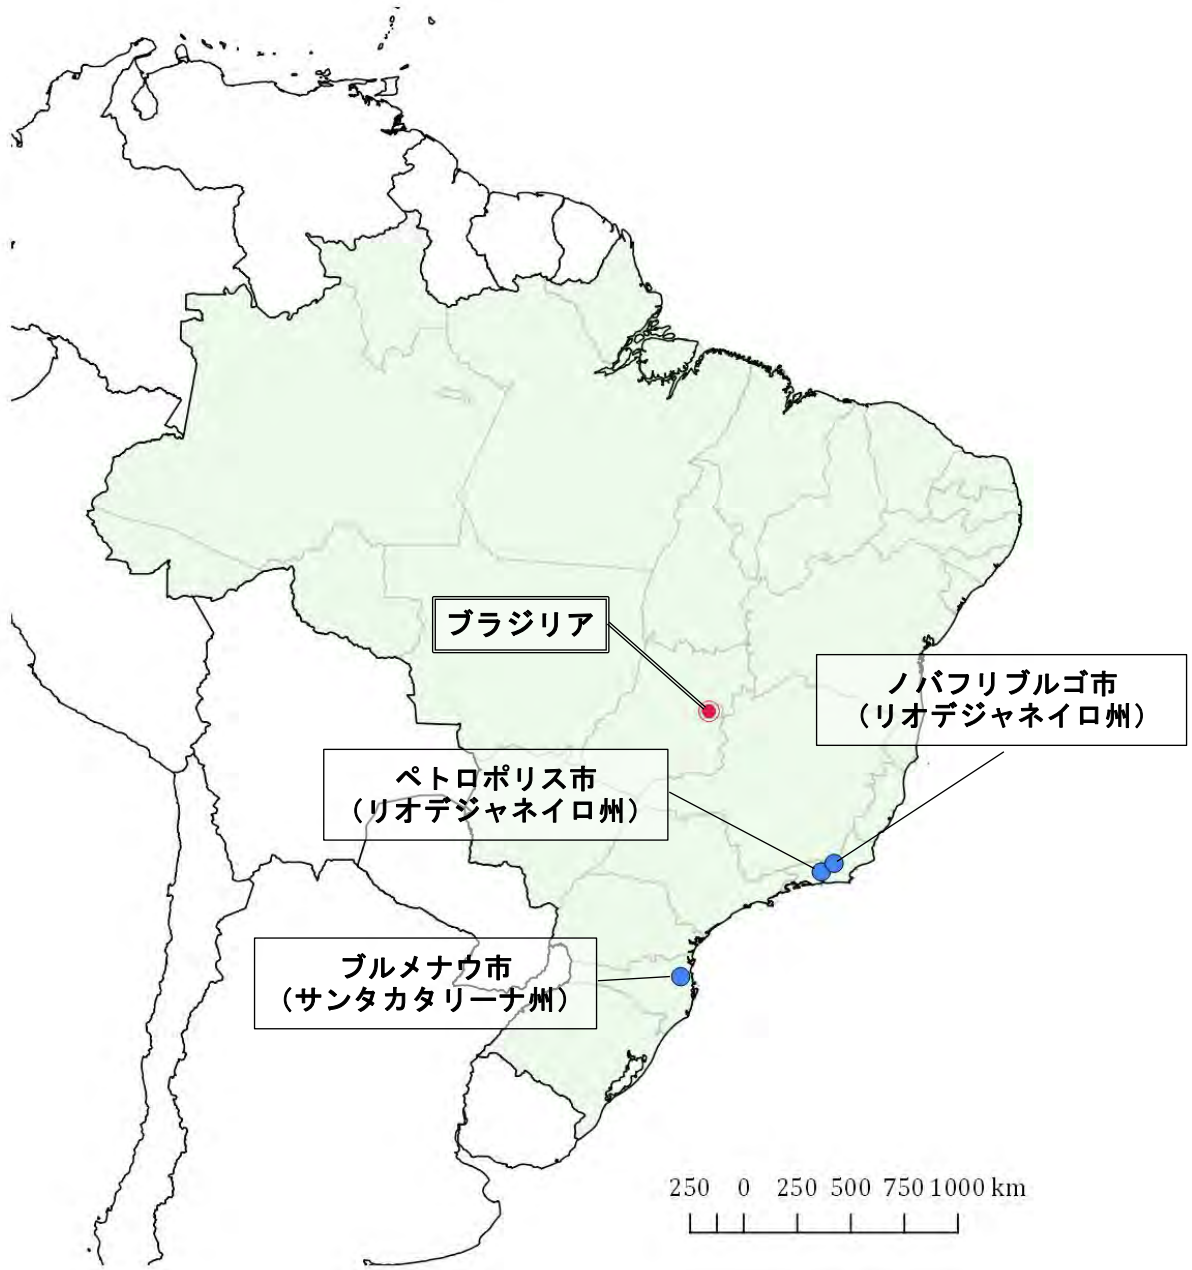 ブラジリア
ノバフリブルゴ市
（リオデジャネイロ州）
ペトロポリス市
（リオデジャネイロ州）
ブルメナウ市
（サンタカタリーナ州）
250 0 250 500 750 1000 km